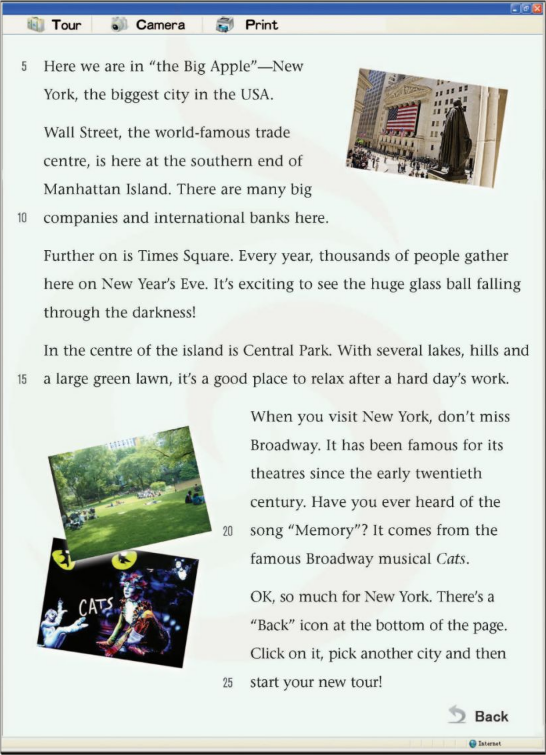 Tour Camera Print
5 Here we are in “the Big Apple”—New
York, the biggest city in the USA.
Wall Street, the world-famous trade
centre, is here at the southern end of
Manhattan Island. There are many big
10 companies and international banks here.
Further on is Times Square. Every year, thousands of people gather
here on New Year’s Eve. It’s exciting to see the huge glass ball falling
through the darkness!
In the centre of the island is Central Park. With several lakes, hills and
15 a large green lawn, it’s a good place to relax after a hard day’s work.
When you visit New York, don’t miss
Broadway. It has been famous for its
theatres since the early twentieth
century. Have you ever heard of the
20 song “Memory”? It comes from the
famous Broadway musical Cats.
CATS
OK, so much for New York. There’s a
“Back” icon at the bottom of the page.
Click on it, pick another city and then
25 start your new tour!
Back
Internet